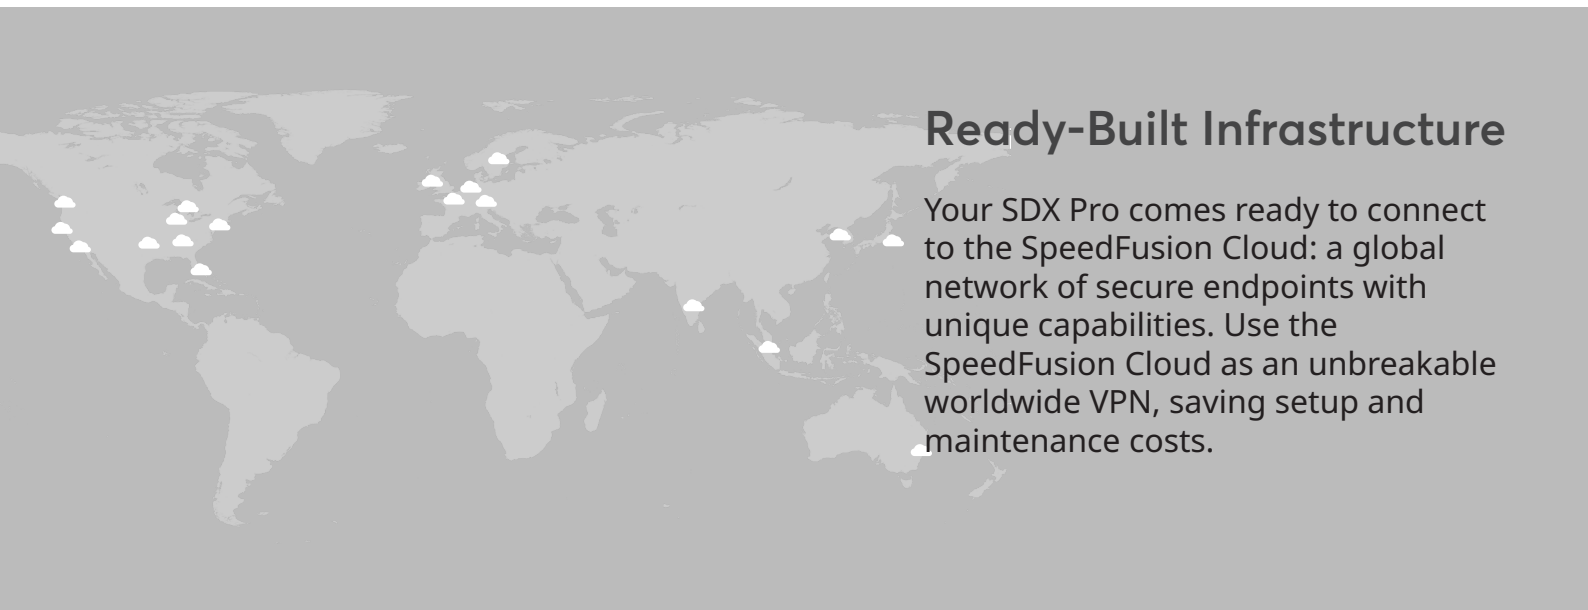 Ready-Built Infrastructure
Your SDX Pro comes ready to connect
to the SpeedFusion Cloud: a global
network of secure endpoints with
unique capabilities. Use the
SpeedFusion Cloud as an unbreakable
worldwide VPN, saving setup and
maintenance costs.